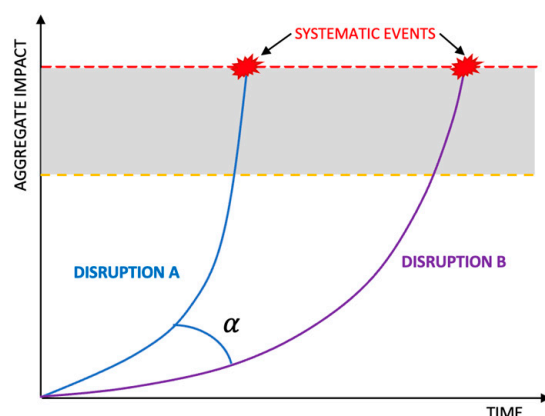 SYSTEMATIC EVENTS
AGGREGATE IMPACT
DISRUPTION A
DISRUPTION B
α
TIME